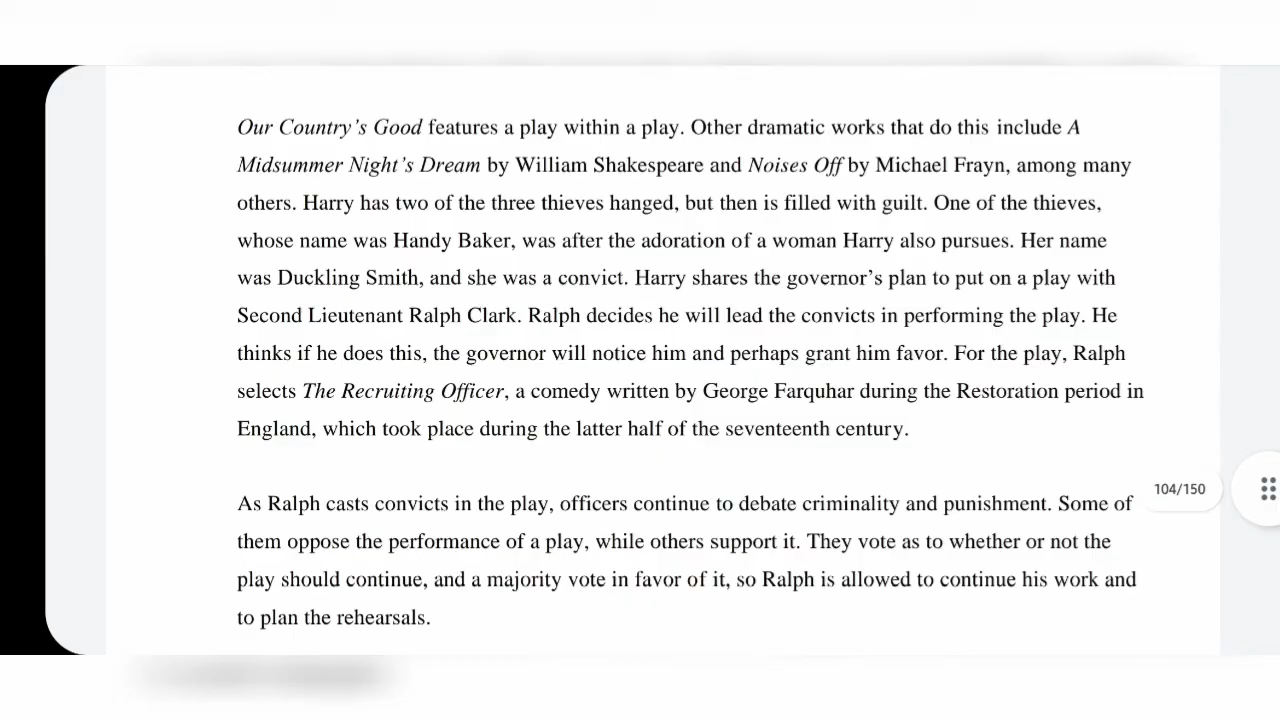 Our Country’s Good features a play within a play. Other dramatic works that do this include A
Midsummer Night’s Dream by William Shakespeare and Noises Off by Michael Frayn, among many
others. Harry has two of the three thieves hanged, but then is filled with guilt. One of the thieves,
whose name was Handy Baker, was after the adoration of a woman Harry also pursues. Her name
was Duckling Smith, and she was a convict. Harry shares the governor’s plan to put on a play with
Second Lieutenant Ralph Clark. Ralph decides he will lead the convicts in performing the play. He
thinks if he does this, the governor will notice him and perhaps grant him favor. For the play, Ralph
selects The Recruiting Officer, a comedy written by George Farquhar during the Restoration period in
England, which took place during the latter half of the seventeenth century.
As Ralph casts convicts in the play, officers continue to debate criminality and punishment. Some of
104/150
them oppose the performance of a play, while others support it. They vote as to whether or not the
play should continue, and a majority vote in favor of it, so Ralph is allowed to continue his work and
to plan the rehearsals.